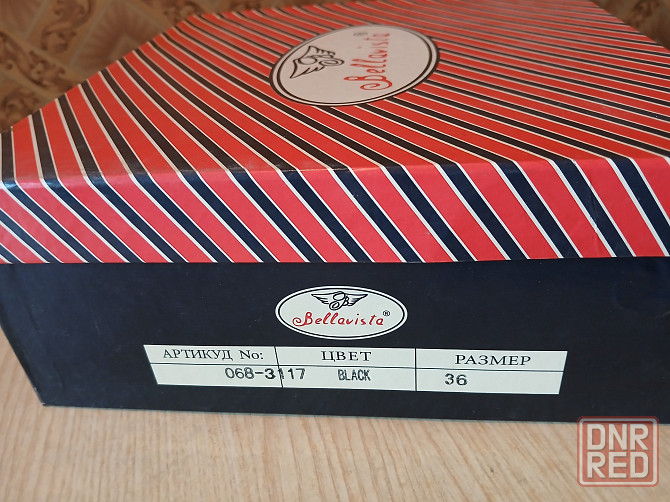 Bellavista®
Bellavista®
АРТИКУД No: ЦВЕТ РАЗМЕР
068-3117 BLACK 36
DNR
RED